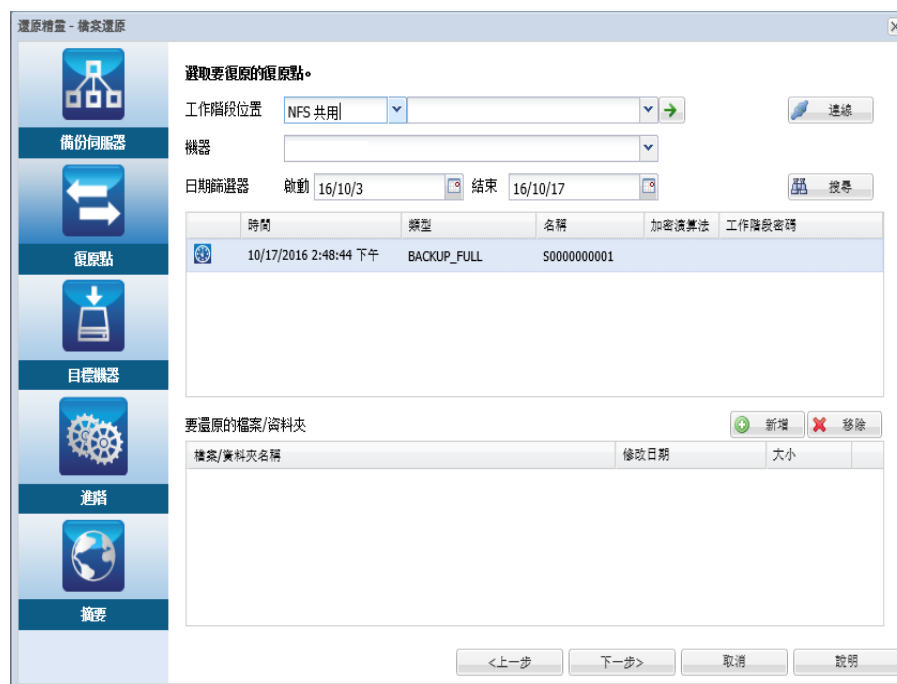 還原精靈 - 檔案還原
備份伺服器
復原點
目標機器
進階
摘要
選取要復原的復原點。
工作階段位置 NFS 共用 連線
機器
日期篩選器 啟動 16/10/3 結束 16/10/17 搜尋
時間 類型 名稱 加密演算法 工作階段密碼
10/17/2016 2:48:44 下午 BACKUP_FULL S0000000001
要還原的檔案/資料夾 新增 移除
檔案/資料夾名稱 修改日期 大小
<上一步 下一步> 取消 說明